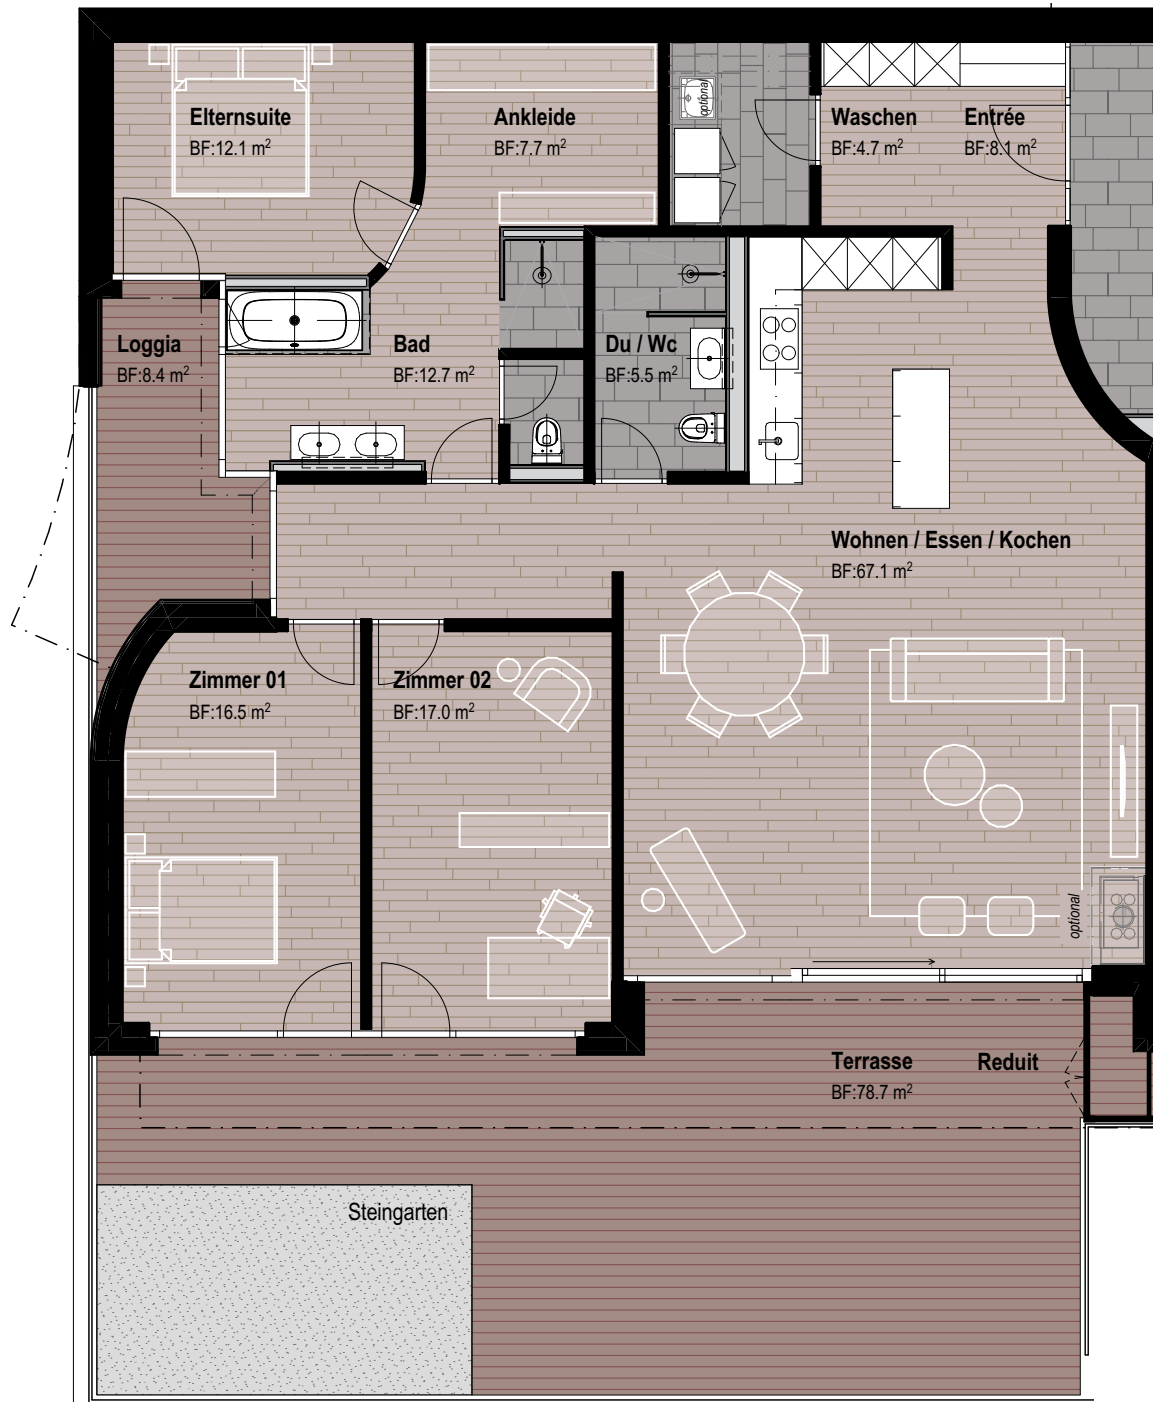 Elternsuite
BF:12.1 m²
Ankleide
BF:7.7 m²
optional
Waschen
BF:4.7 m²
Entrée
BF:8.1 m²
Loggia
BF:8.4 m²
Bad
BF:12.7 m²
Du / Wc
BF:5.5 m²
Wohnen / Essen / Kochen
BF:67.1 m²
Zimmer 01
BF:16.5 m²
Zimmer 02
BF:17.0 m²
optional
Terrasse
BF:78.7 m²
Reduit
Steingarten